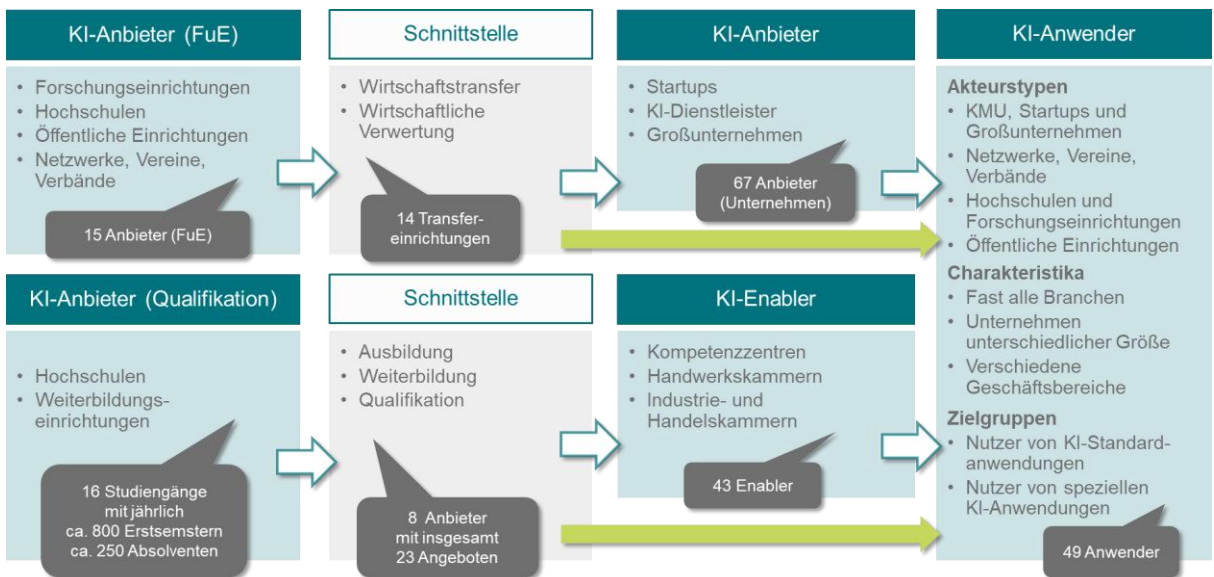 KI-Anbieter (FuE)
• Forschungseinrichtungen
• Hochschulen
• Öffentliche Einrichtungen
• Netzwerke, Vereine,
Verbände
15 Anbieter (FuE)
Schnittstelle
• Wirtschaftstransfer
• Wirtschaftliche
Verwertung
14 Transfer-
einrichtungen
KI-Anbieter
• Startups
• KI-Dienstleister
• Großunternehmen
67 Anbieter
(Unternehmen)
KI-Anbieter (Qualifikation)
• Hochschulen
• Weiterbildungs-
einrichtungen
16 Studiengänge
mit jährlich
ca. 800 Erstsemstern
ca. 250 Absolventen
Schnittstelle
• Ausbildung
• Weiterbildung
• Qualifikation
8 Anbieter
mit insgesamt
23 Angeboten
KI-Enabler
• Kompetenzzentren
• Handwerkskammern
• Industrie- und
Handelskammern
43 Enabler
KI-Anwender
Akteurstypen
• KMU, Startups und
Großunternehmen
• Netzwerke, Vereine,
Verbände
• Hochschulen und
Forschungseinrichtungen
• Öffentliche Einrichtungen
Charakteristika
• Fast alle Branchen
• Unternehmen
unterschiedlicher Größe
• Verschiedene
Geschäftsbereiche
Zielgruppen
• Nutzer von KI-Standard-
anwendungen
• Nutzer von speziellen
KI-Anwendungen
49 Anwender